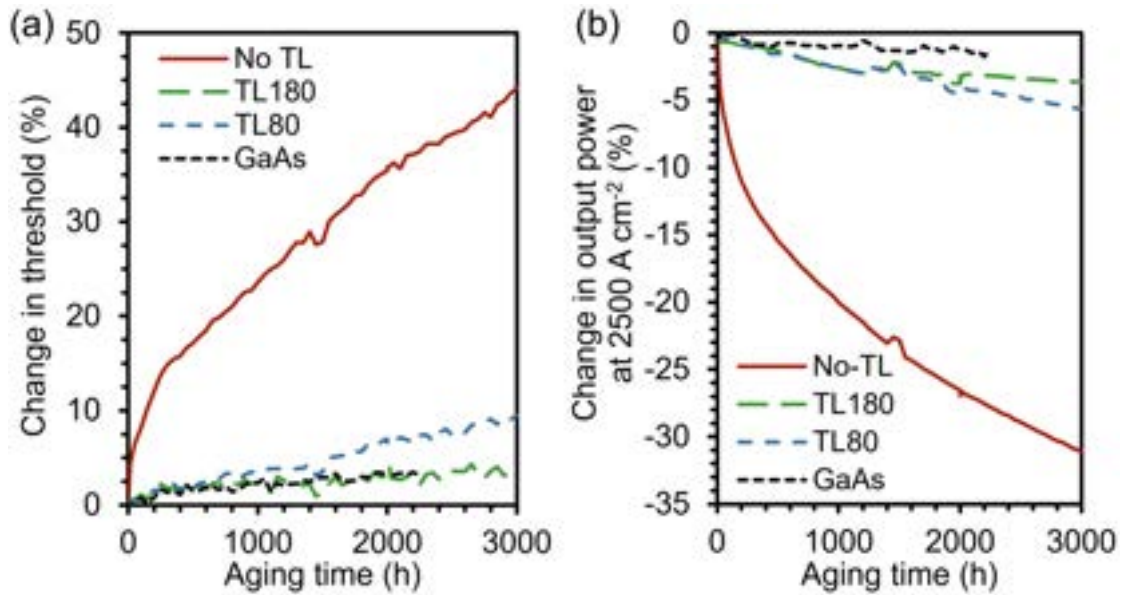 (a)
Change in threshold (%)
50
40
30
20
10
0
No TL
TL180
TL80
GaAs
0 1000 2000 3000
Aging time (h)
(b)
Change in output power
at 2500 A cm⁻² (%)
0
-5
-10
-15
-20
-25
-30
-35
No-TL
TL180
TL80
GaAs
0 1000 2000 3000
Aging time (h)